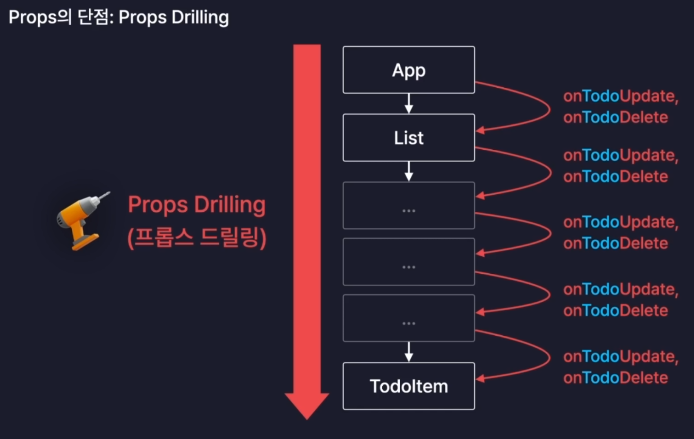 Props의 단점: Props Drilling
App
onTodoUpdate,
onTodoDelete
List
onTodoUpdate,
onTodoDelete
...
Props Drilling
(프롭스 드릴링)
onTodoUpdate,
onTodoDelete
...
onTodoUpdate,
onTodoDelete
...
onTodoUpdate,
onTodoDelete
TodoItem